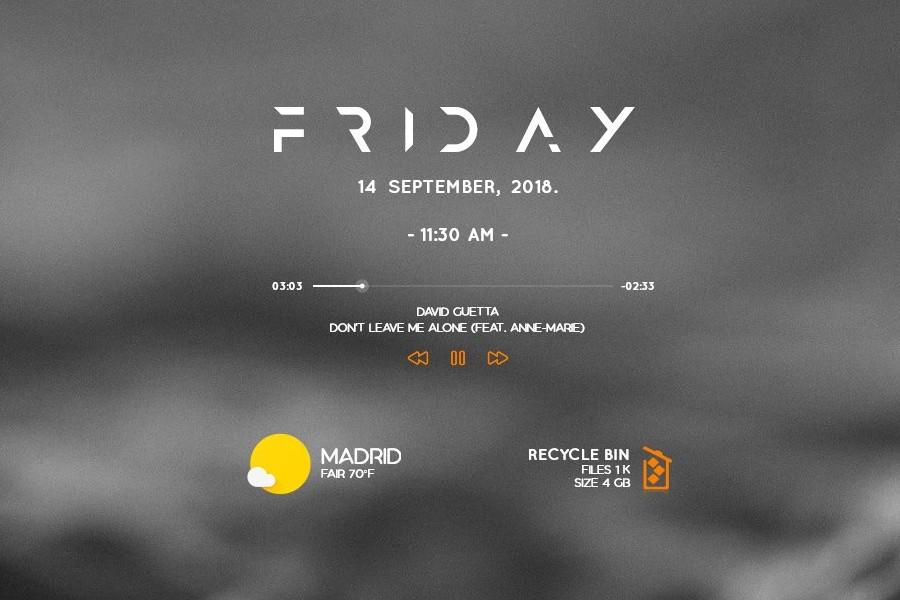 FRIDAY
14 SEPTEMBER, 2018.
- 11:30 AM -
03:03 -02:33
DAVID GUETTA
DON'T LEAVE ME ALONE (FEAT. ANNE-MARIE)
MADRID
FAIR 70°F
RECYCLE BIN
FILES 1 K
SIZE 4 GB